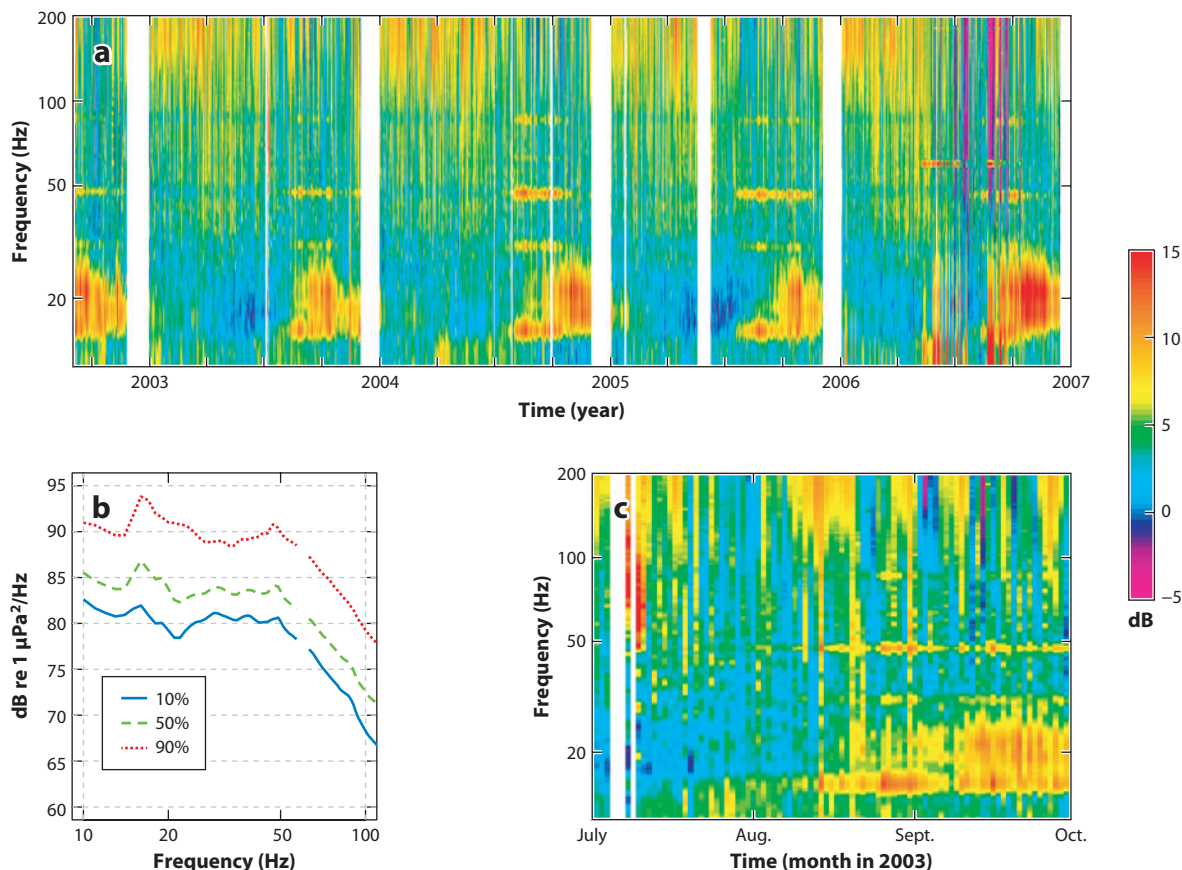 a
200
100
50
20
Frequency (Hz)
2003
2004
2005
2006
2007
Time (year)
15
10
5
0
−5
dB
b
95
90
85
80
75
70
65
60
dB re 1 µPa²/Hz
10%
50%
90%
10
20
50
100
Frequency (Hz)
c
200
100
50
20
Frequency (Hz)
July
Aug.
Sept.
Oct.
Time (month in 2003)